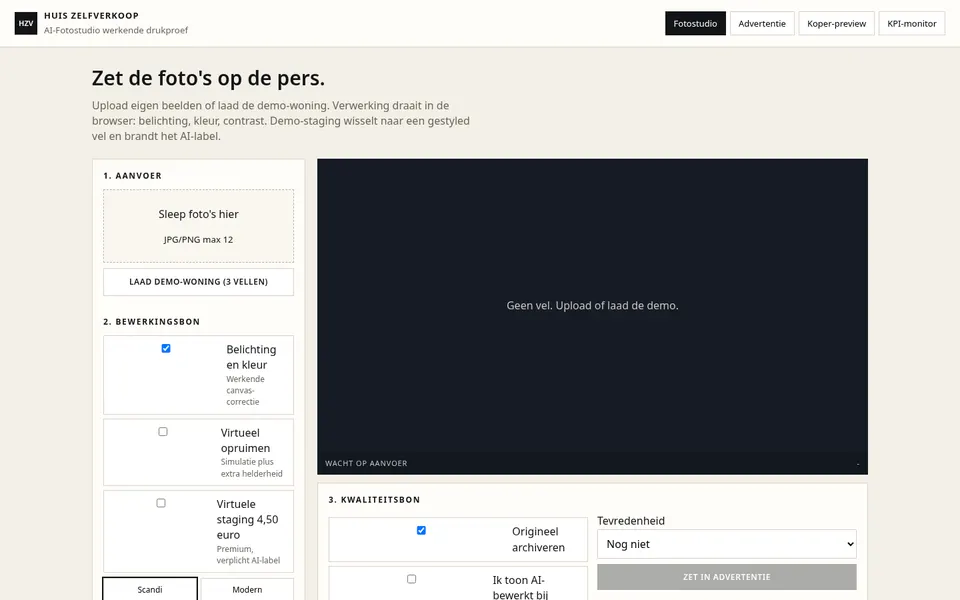 HZV
HUIS ZELFVERKOOP
AI-Fotostudio werkende drukproef
Fotostudio
Advertentie
Koper-preview
KPI-monitor
Zet de foto's op de pers.
Upload eigen beelden of laad de demo-woning. Verwerking draait in de
browser: belichting, kleur, contrast. Demo-staging wisselt naar een gestyled
vel en brandt het AI-label.
1. AANVOER
Sleep foto's hier
JPG/PNG max 12
LAAD DEMO-WONING (3 VELLEN)
2. BEWERKINGSBON
Belichting
en kleur
Werkende
canvas-
correctie
Virtueel
opruimen
Simulatie plus
extra helderheid
Virtuele
staging 4,50
euro
Premium,
verplicht AI-label
Scandi
Modern
Geen vel. Upload of laad de demo.
WACHT OP AANVOER
-
3. KWALITEITSBON
Origineel
archiveren
Ik toon AI-
bewerkt bij
Tevredenheid
Nog niet
ZET IN ADVERTENTIE